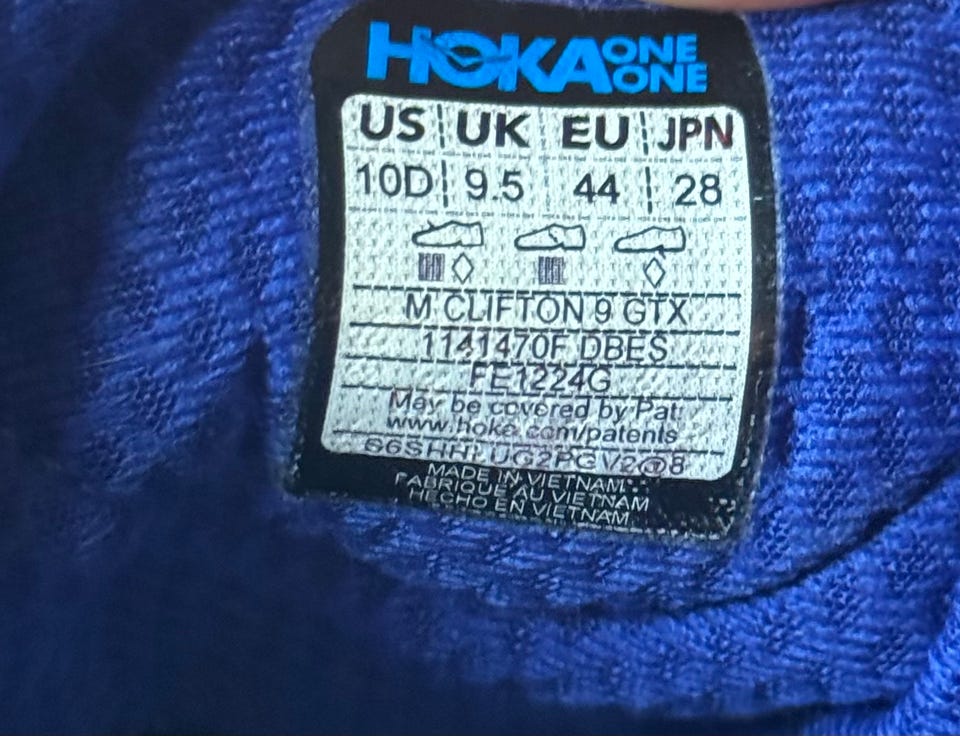 HOKA ONE ONE
US UK EU JPN
10D 9.5 44 28
M CLIFTON 9 GTX
1141470F DBES
FE1224G
May be covered by Pat:
www.hoka.com/patents
MADE IN VIETNAM
FABRIQUE AU VIETNAM
HECHO EN VIETNAM